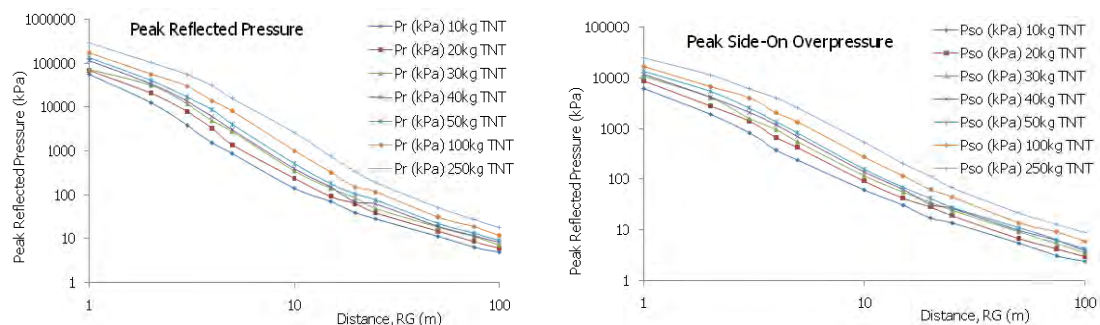 Peak Reflected Pressure
Peak Reflected Pressure (kPa)
1000000
100000
10000
1000
100
10
1
Pr (kPa) 10kg TNT
Pr (kPa) 20kg TNT
Pr (kPa) 30kg TNT
Pr (kPa) 40kg TNT
Pr (kPa) 50kg TNT
Pr (kPa) 100kg TNT
Pr (kPa) 250kg TNT
1 10 100
Distance, RG (m)
Peak Side-On Overpressure
Peak Reflected Pressure (kPa)
100000
10000
1000
100
10
1
Pso (kPa) 10kg TNT
Pso (kPa) 20kg TNT
Pso (kPa) 30kg TNT
Pso (kPa) 40kg TNT
Pso (kPa) 50kg TNT
Pso (kPa) 100kg TNT
Pso (kPa) 250kg TNT
1 10 100
Distance, RG (m)